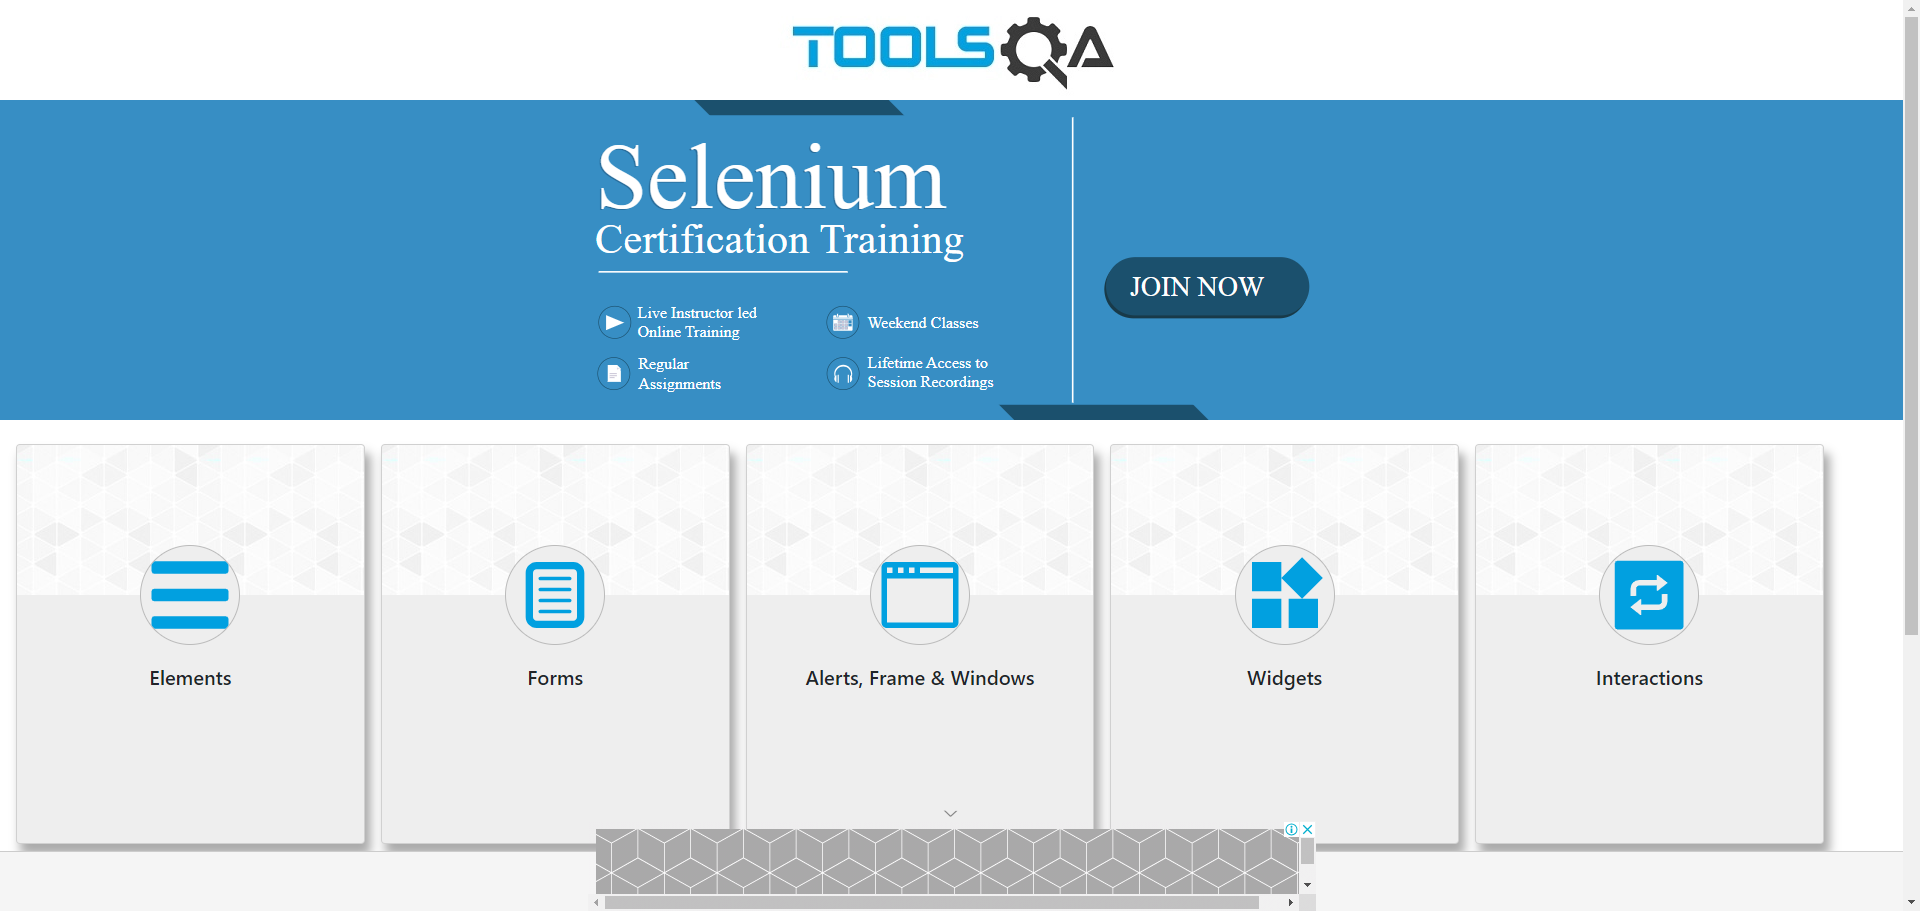 TOOLSQA
Selenium
Certification Training
JOIN NOW
Live Instructor led
Online Training
Weekend Classes
Regular
Assignments
Lifetime Access to
Session Recordings
Elements
Forms
Alerts, Frame & Windows
Widgets
Interactions